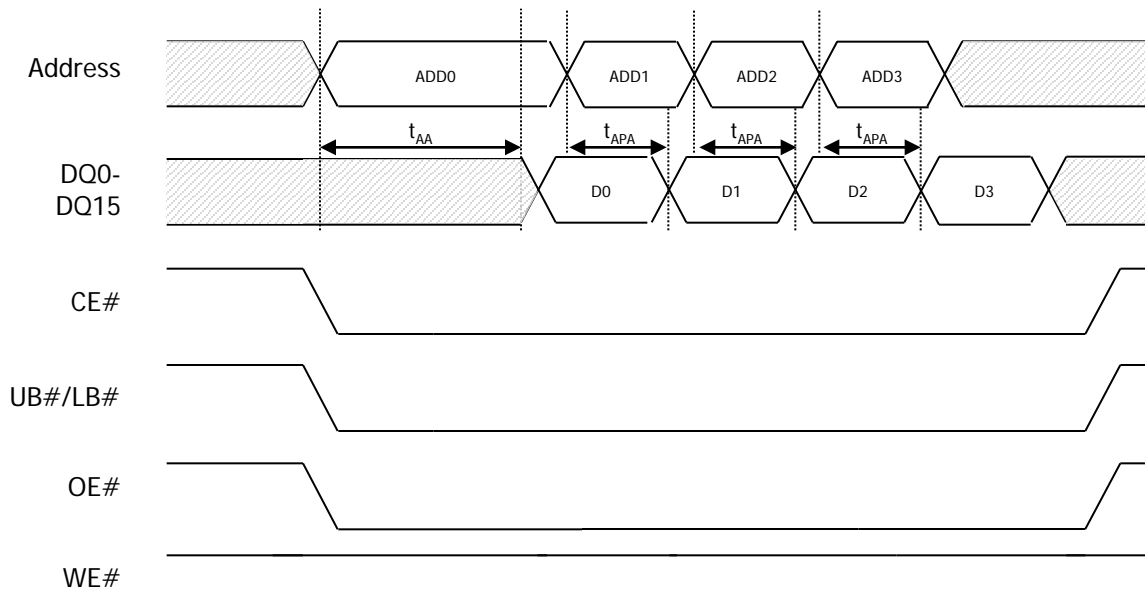 Address
ADD0
ADD1
ADD2
ADD3
tAA
tAPA
tAPA
tAPA
DQ0-
DQ15
D0
D1
D2
D3
CE#
UB#/LB#
OE#
WE#